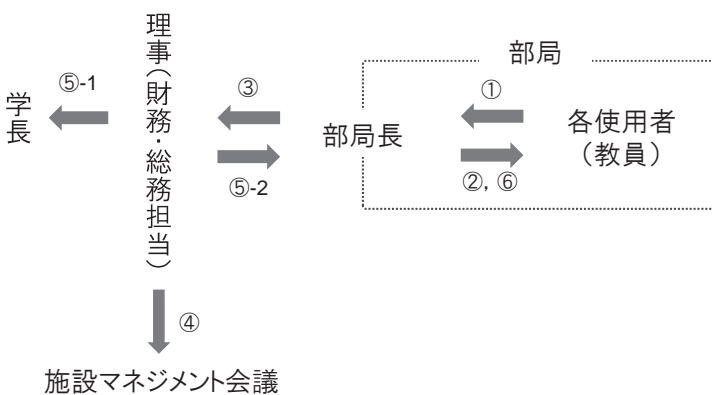 学長
⑤-1
理事(財務・総務担当)
③
⑤-2
部局
部局長
①
②, ⑥
各使用者
(教員)
④
施設マネジメント会議